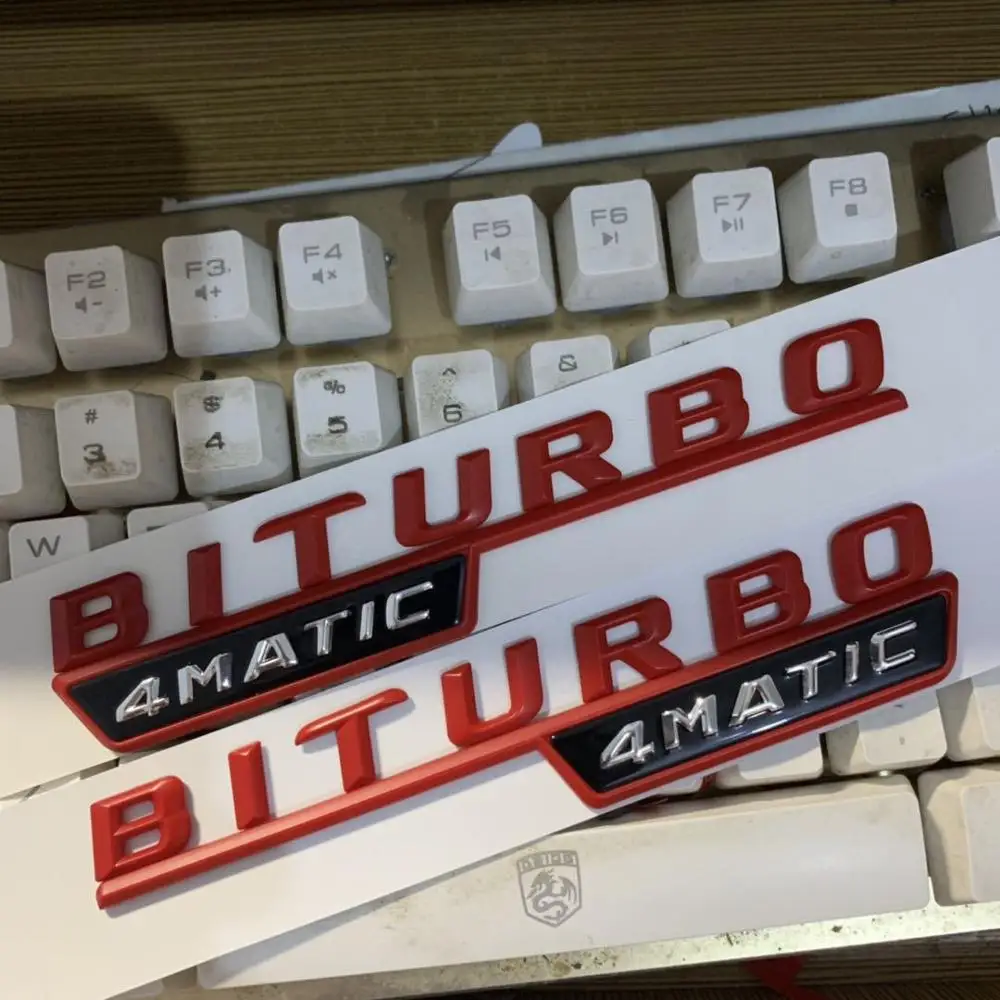 F2 F3 F4 F5 F6 F7 F8
# 3 $ 4 % 5 ^ 6 &
W
BITURBO
4MATIC
BITURBO
4MATIC